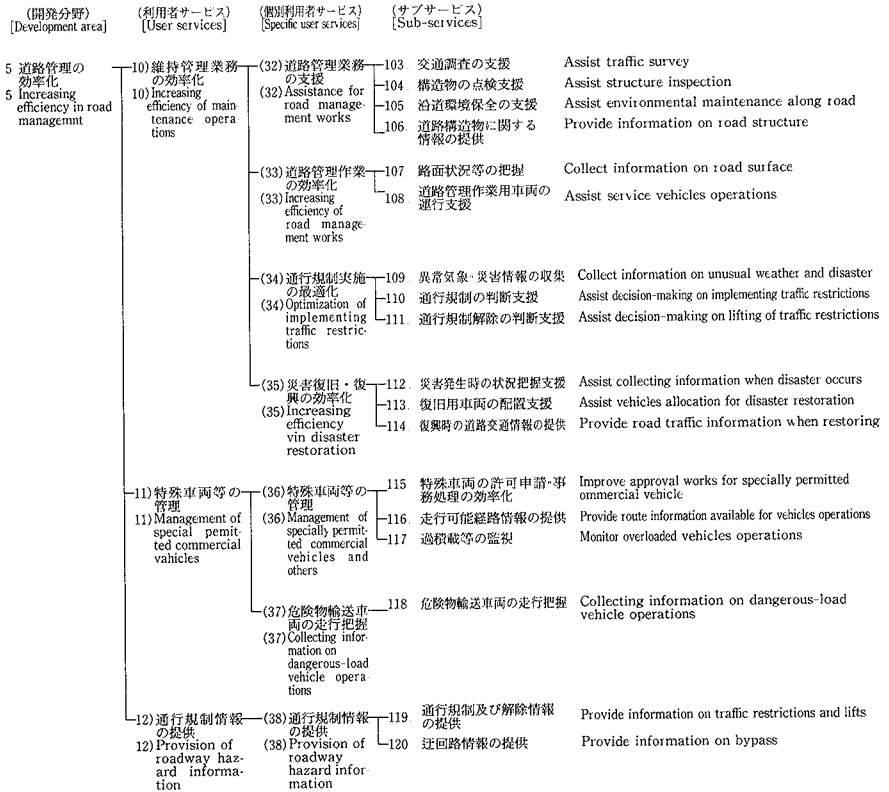 (開発分野)
[Development area]
(利用者サービス)
[User services]
(個別利用者サービス)
[Specific user services]
(サブサービス)
[Sub-services]
5 道路管理の
効率化
5 Increasing
efficiency in road
managemnt
10)維持管理業務
の効率化
10)Increasing
efficiency of main-
tenance opera-
tions
(32)道路管理業務
の支援
(32)Assistance for
road manage-
ment works
103 交通調査の支援 Assist traffic survey
104 構造物の点検支援 Assist structure inspection
105 沿道環境保全の支援 Assist environmental maintenance along road
106 道路構造物に関する Provide information on road structure
情報の提供
(33)道路管理作業
の効率化
(33)Increasing
efficiency of
road manage-
ment works
107 路面状況等の把握 Collect information on road surface
108 道路管理作業用車両の Assist service vehicles operations
運行支援
(34)通行規制実施
の最適化
(34)Optimization of
implementing
traffic restric-
tions
109 異常気象・災害情報の収集 Collect information on unusual weather and disaster
110 通行規制の判断支援 Assist decision-making on implementing traffic restrictions
111 通行規制解除の判断支援 Assist decision-making on lifting of traffic restrictions
(35)災害復旧・復
興の効率化
(35)Increasing
efficiency
vin disaster
restoration
112 災害発生時の状況把握支援 Assist collecting information when disaster occurs
113 復旧用車両の配置支援 Assist vehicles allocation for disaster restoration
114 復興時の道路交通情報の提供 Provide road traffic information when restoring
11)特殊車両等の
管理
11)Management of
special pemit-
ted commercial
vahicles
(36)特殊車両等の
管理
(36)Management of
specially permit-
ted commercial
vehicles and
others
115 特殊車両の許可申請・事 Improve approval works for specially permitted
務処理の効率化 ommercial vehicle
116 走行可能経路情報の提供 Provide route information available for vehicles operations
117 過積載等の監視 Monitor overloaded vehicles operations
(37)危険物輸送車
両の走行把握
(37)Collecting infor-
mation on
dangerous-load
vehicle opera-
tions
118 危険物輸送車両の走行把握 Collecting information on dangerous-load
vehicle operations
12)通行規制情報
の提供
12)Provision of
roadway haz-
ard informa-
tion
(38)通行規制情報
の提供
(38)Provision of
roadway
hazard infor-
mation
119 通行規制及び解除情報 Provide information on traffic restrictions and lifts
の提供
120 迂回路情報の提供 Provide information on bypass